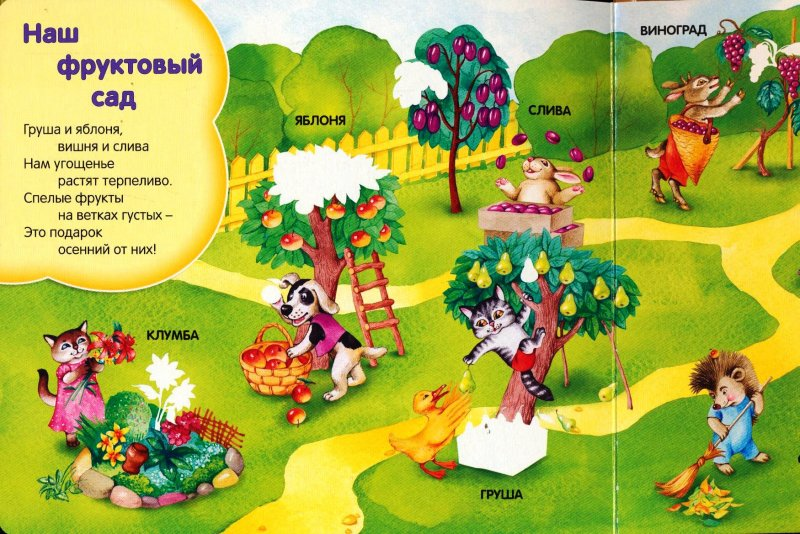 Наш
фруктовый
сад
Груша и яблоня,
вишня и слива
Нам угощенье
растят терпеливо.
Спелые фрукты
на ветках густых –
Это подарок
осенний от них!
ЯБЛОНЯ
СЛИВА
ВИНОГРАД
КЛУМБА
ГРУША